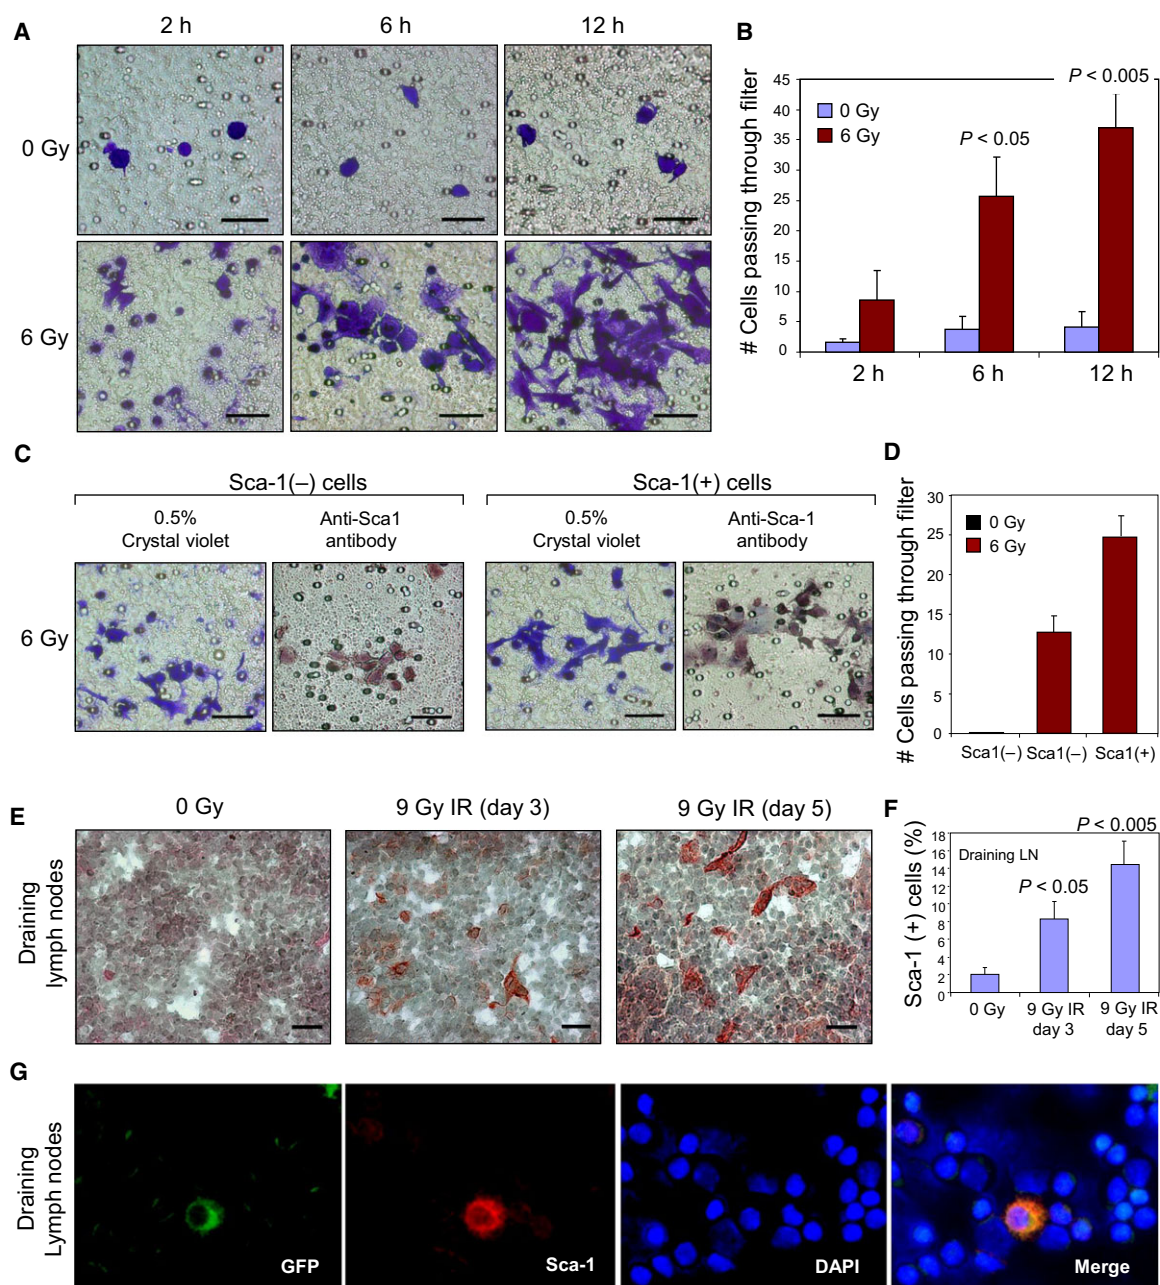 A
2 h
6 h
12 h
0 Gy
6 Gy
B
# Cells passing through filter
45
40
35
30
25
20
15
10
5
0
0 Gy
6 Gy
P < 0.05
P < 0.005
2 h
6 h
12 h
C
Sca-1(–) cells
Sca-1(+) cells
0.5%
Crystal violet
Anti-Sca1
antibody
0.5%
Crystal violet
Anti-Sca-1
antibody
6 Gy
D
# Cells passing through filter
30
25
20
15
10
5
0
0 Gy
6 Gy
Sca1(–)
Sca1(–)
Sca1(+)
E
0 Gy
9 Gy IR (day 3)
9 Gy IR (day 5)
Draining
lymph nodes
F
Sca-1 (+) cells (%)
18
16
14
12
10
8
6
4
2
0
Draining LN
P < 0.05
P < 0.005
0 Gy
9 Gy IR
day 3
9 Gy IR
day 5
G
Draining
Lymph nodes
GFP
Sca-1
DAPI
Merge